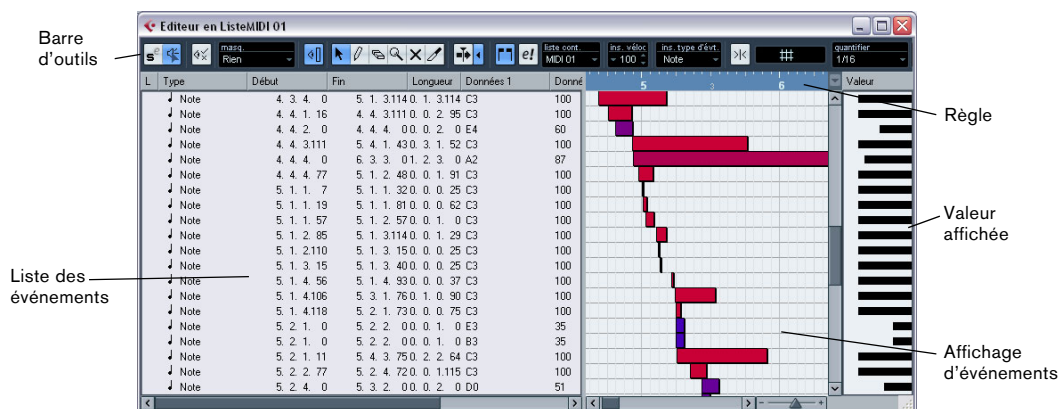 Editeur en ListeMIDI 01
Barre
d'outils
masq.
Rien
liste cont.
MIDI 01
ins. véloc
100
ins. type d'évt.
Note
quantifier
1/16
L Type Début Fin Longueur Données 1 Donné
5 3 6
Valeur
Note 4. 3. 4. 0 5. 1. 3.114 0. 1. 3.114 C3 100
Note 4. 4. 1. 16 4. 4. 3.111 0. 0. 2. 95 C3 100
Règle
Note 4. 4. 2. 0 4. 4. 4. 0 0. 0. 2. 0 E4 60
Note 4. 4. 3.111 5. 4. 1. 43 0. 3. 1. 52 C3 100
Note 4. 4. 4. 0 6. 3. 3. 0 1. 2. 3. 0 A2 87
Note 4. 4. 4. 77 5. 1. 2. 48 0. 0. 1. 91 C3 100
Note 5. 1. 1. 7 5. 1. 1. 32 0. 0. 0. 25 C3 100
Note 5. 1. 1. 19 5. 1. 1. 81 0. 0. 0. 62 C3 100
Note 5. 1. 1. 57 5. 1. 2. 57 0. 0. 1. 0 C3 100
Valeur
affichée
Note 5. 1. 2. 85 5. 1. 3.114 0. 0. 1. 29 C3 100
Note 5. 1. 2.110 5. 1. 3. 15 0. 0. 0. 25 C3 100
Note 5. 1. 3. 15 5. 1. 3. 40 0. 0. 0. 25 C3 100
Liste des
événements
Note 5. 1. 4. 56 5. 1. 4. 93 0. 0. 0. 37 C3 100
Note 5. 1. 4.106 5. 3. 1. 76 0. 1. 0. 90 C3 100
Note 5. 1. 4.118 5. 2. 1. 73 0. 0. 0. 75 C3 100
Note 5. 2. 1. 0 5. 2. 2. 0 0. 0. 1. 0 E3 35
Note 5. 2. 1. 0 5. 2. 2. 0 0. 0. 1. 0 B3 35
Note 5. 2. 1. 11 5. 4. 3. 75 0. 2. 2. 64 C3 100
Affichage
d'événements
Note 5. 2. 2. 77 5. 2. 4. 72 0. 0. 1.115 C3 100
Note 5. 2. 4. 0 5. 3. 2. 0 0. 0. 2. 0 D0 51